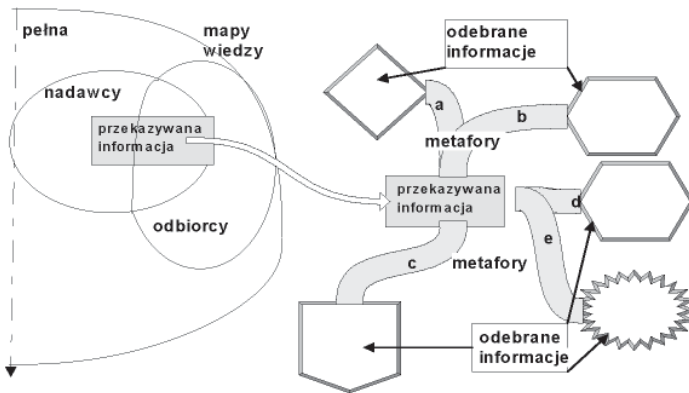 pełna
mapy
wiedzy
nadawcy
przekazywana
informacja
odbiorcy
odebrane
informacje
a
b
metafory
przekazywana
informacja
d
e
c
metafory
odebrane
informacje